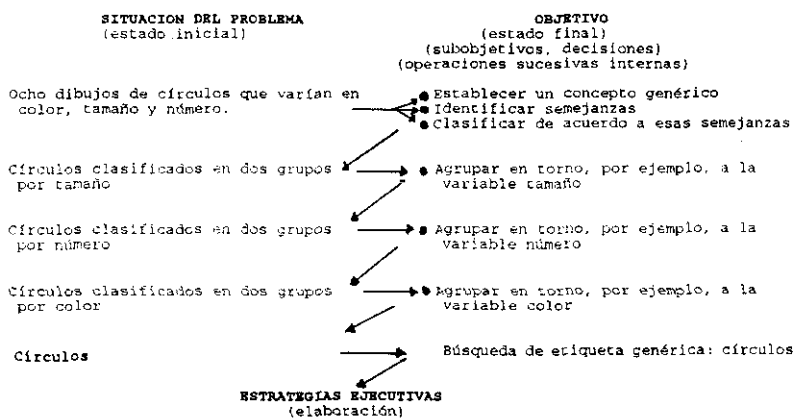 SITUACION DEL PROBLEMA
(estado inicial)
OBJETIVO
(estado final)
(subobjetivos, decisiones)
(operaciones sucesivas internas)
Ocho dibujos de círculos que varían en
color, tamaño y número.
Establecer un concepto genérico
Identificar semejanzas
Clasificar de acuerdo a esas semejanzas
Círculos clasificados en dos grupos
por tamaño
Agrupar en torno, por ejemplo, a la
variable tamaño
Círculos clasificados en dos grupos
por número
Agrupar en torno, por ejemplo, a la
variable número
Círculos clasificados en dos grupos
por color
Agrupar en torno, por ejemplo, a la
variable color
Círculos
Búsqueda de etiqueta genérica: círculos
ESTRATEGIAS EJECUTIVAS
(elaboración)